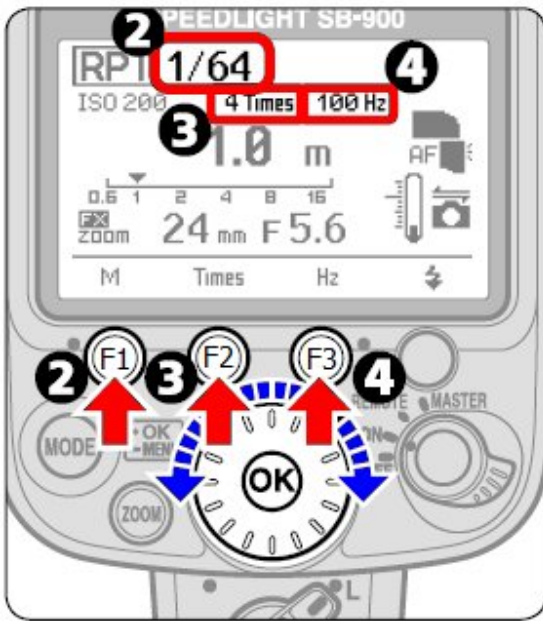 SPEEDLIGHT SB-900
2
4
RPT 1/64
ISO 200 4 Times 100 Hz
3
1.0 m
AF
0.6 1 2 4 8 16
FX
ZOOM 24 mm F 5.6
M Times Hz
2 F1 3 F2 F3 4
REMOTE MASTER
MODE OK ON
-MENU
OK
ZOOM
L